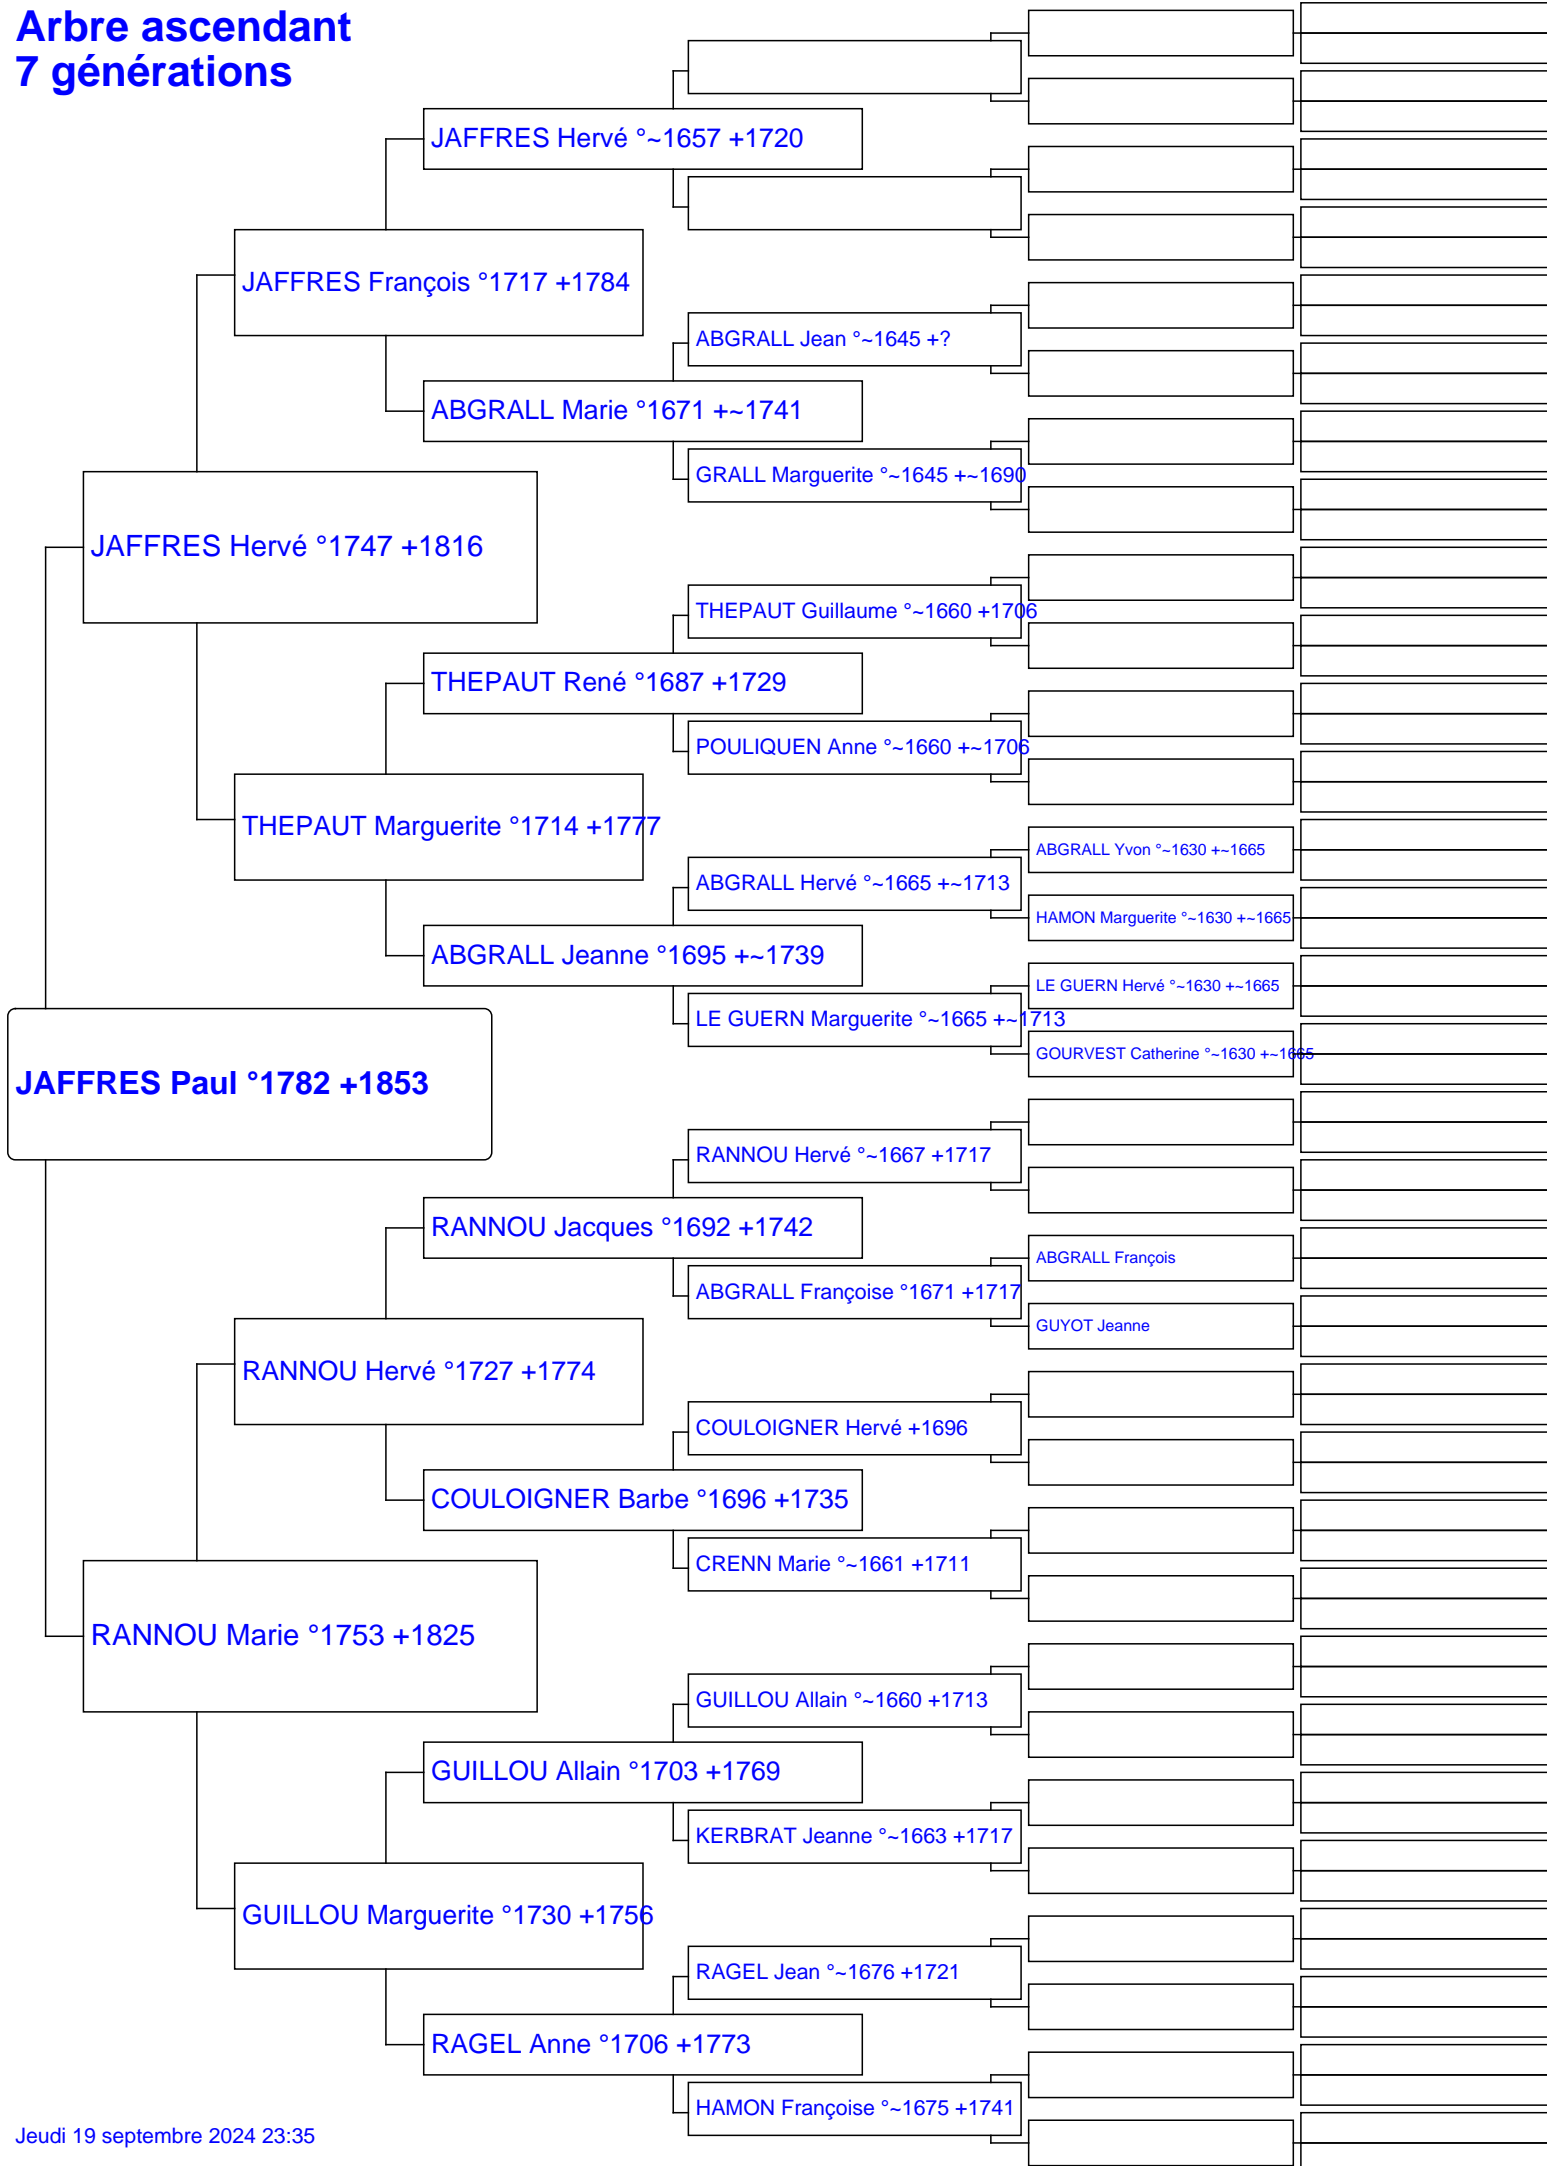 Arbre ascendant
7 générations
JAFFRES Hervé °~1657 +1720
JAFFRES François °1717 +1784
ABGRALL Jean °~1645 +?
ABGRALL Marie °1671 +~1741
GRALL Marguerite °~1645 +~1690
JAFFRES Hervé °1747 +1816
THEPAUT Guillaume °~1660 +1706
THEPAUT René °1687 +1729
POULIQUEN Anne °~1660 +~1706
THEPAUT Marguerite °1714 +1777
ABGRALL Yvon °~1630 +~1665
ABGRALL Hervé °~1665 +~1713
HAMON Marguerite °~1630 +~1665
ABGRALL Jeanne °1695 +~1739
LE GUERN Hervé °~1630 +~1665
LE GUERN Marguerite °~1665 +~1713
GOURVEST Catherine °~1630 +~1665
JAFFRES Paul °1782 +1853
RANNOU Hervé °~1667 +1717
RANNOU Jacques °1692 +1742
ABGRALL François
ABGRALL Françoise °1671 +1717
GUYOT Jeanne
RANNOU Hervé °1727 +1774
COULOIGNER Hervé +1696
COULOIGNER Barbe °1696 +1735
CRENN Marie °~1661 +1711
RANNOU Marie °1753 +1825
GUILLOU Allain °~1660 +1713
GUILLOU Allain °1703 +1769
KERBRAT Jeanne °~1663 +1717
GUILLOU Marguerite °1730 +1756
RAGEL Jean °~1676 +1721
RAGEL Anne °1706 +1773
HAMON Françoise °~1675 +1741
Jeudi 19 septembre 2024 23:35